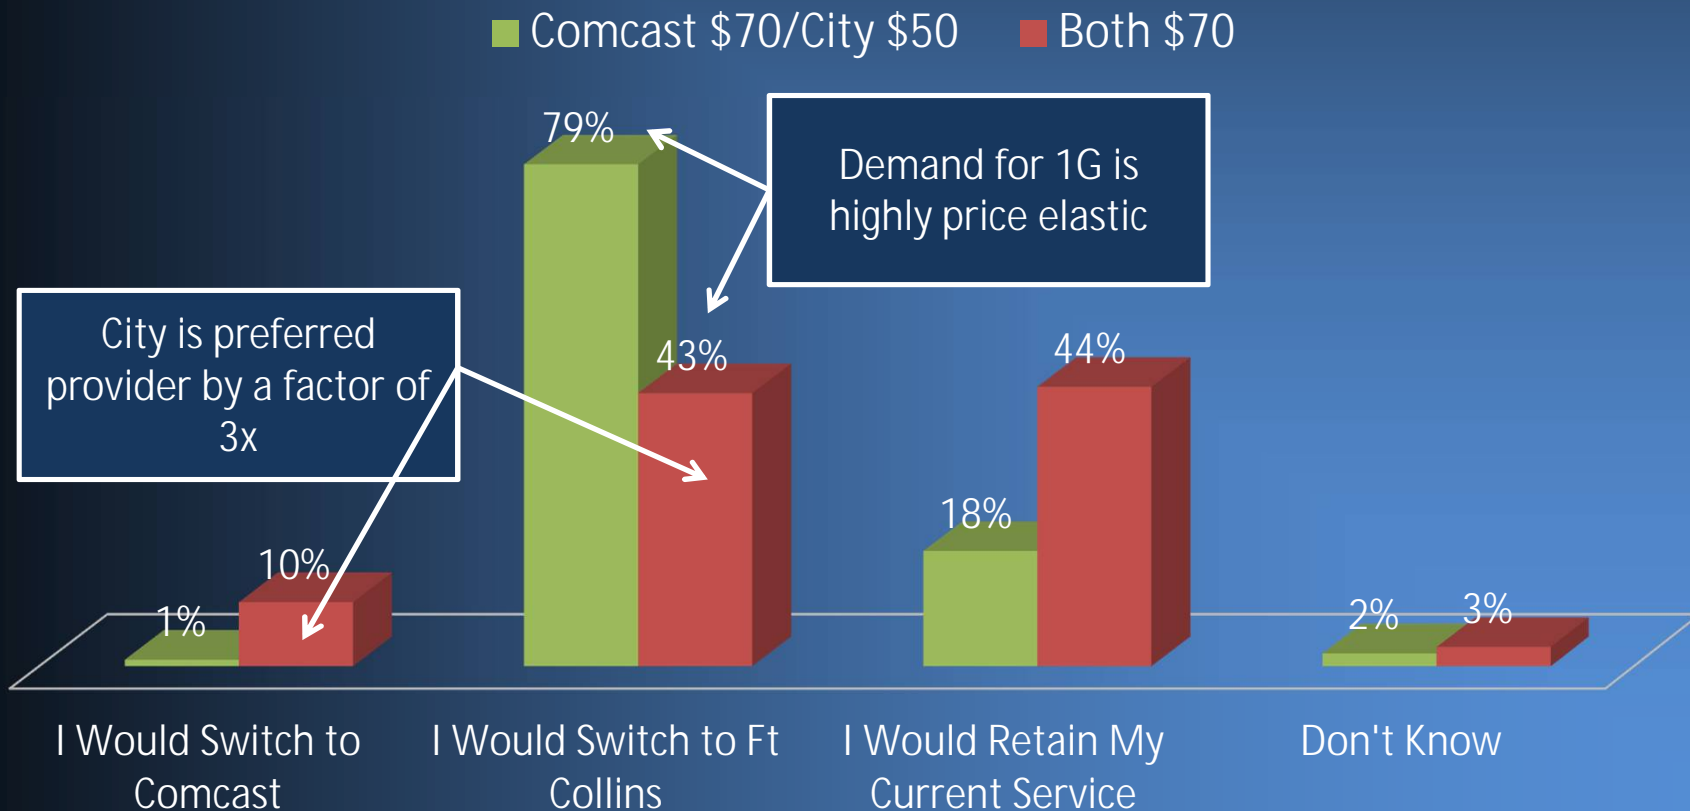 Comcast $70/City $50
Both $70
79%
Demand for 1G is
highly price elastic
City is preferred
provider by a factor of
3x
43%
44%
18%
10%
1%
2%
3%
I Would Switch to
Comcast
I Would Switch to Ft
Collins
I Would Retain My
Current Service
Don't Know